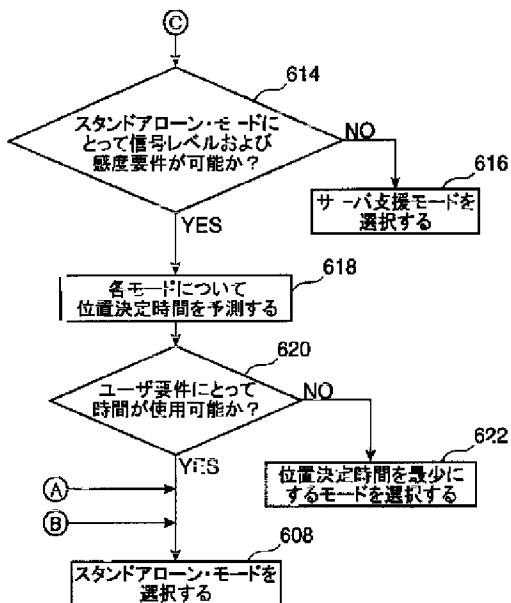 C
614
スタンドアローン・モードに
とって信号レベルおよび
感度要件が可能か？
NO
616
サーバ支援モードを
選択する
YES
618
各モードについて
位置決定時間を予測する
620
ユーザ要件にとって
時間が使用可能か？
NO
622
位置決定時間を最少に
するモードを選択する
YES
A
B
608
スタンドアローン・モードを
選択する